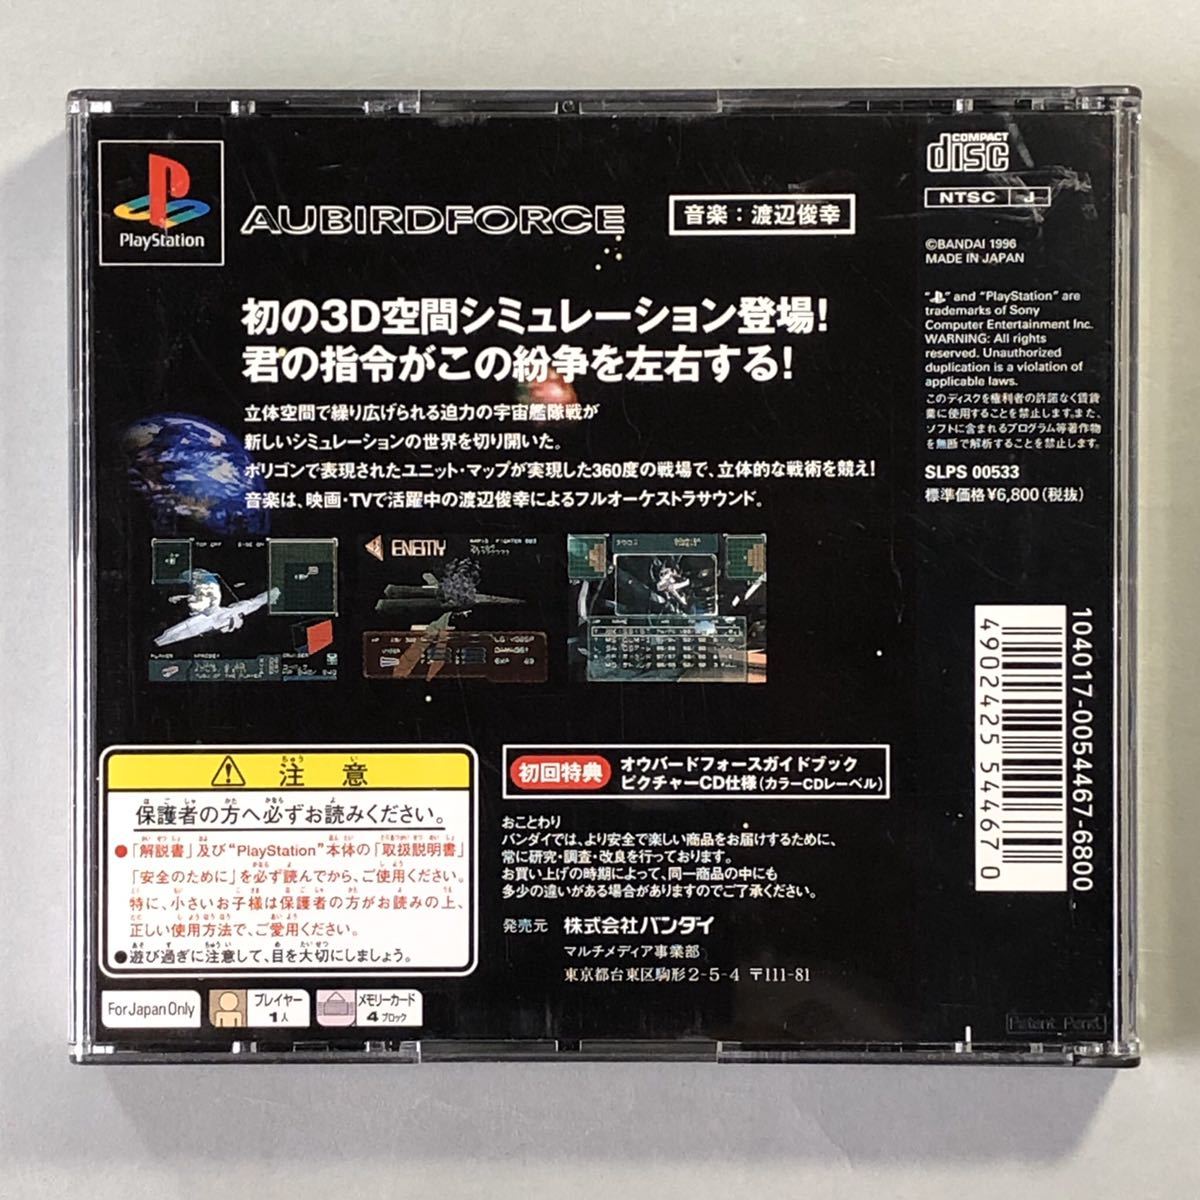 PlayStation
AUBIRDFORCE
音楽：渡辺俊幸
COMPACT
disc
NTSC J
©BANDAI 1996
MADE IN JAPAN
" " and "PlayStation" are
trademarks of Sony
Computer Entertainment Inc.
WARNING: All rights
reserved. Unauthorized
duplication is a violation of
applicable laws.
このディスクを権利者の許諾なく賃貸
業に使用することを禁止します。また、
ソフトに含まれるプログラム等著作物
を無断で解析することを禁止します。
SLPS 00533
標準価格¥6,800（税抜）
初の3D空間シミュレーション登場!
君の指令がこの紛争を左右する!
立体空間で繰り広げられる迫力の宇宙艦隊戦が
新しいシミュレーションの世界を切り開いた。
ポリゴンで表現されたユニット・マップが実現した360度の戦場で、立体的な戦術を競え!
音楽は、映画・TVで活躍中の渡辺俊幸によるフルオーケストラサウンド。
ENEMY
104017-0054467-6800
4902425 544670
注意
保護者の方へ必ずお読みください。
●「解説書」及び"PlayStation"本体の「取扱説明書」
「安全のために」を必ず読んでから、ご使用ください。
特に、小さいお子様は保護者の方がお読みの上、
正しい使用方法で、ご愛用ください。
●遊び過ぎに注意して、目を大切にしましょう。
For Japan Only
プレイヤー
1人
メモリーカード
4ブロック
初回特典
オウバードフォースガイドブック
ピクチャーCD仕様（カラーCDレーベル）
おことわり
バンダイでは、より安全で楽しい商品をお届けするために、
常に研究・調査・改良を行っております。
お買い上げの時期によって、同一商品の中にも
多少の違いがある場合がありますのでご了承ください。
発売元 株式会社バンダイ
マルチメディア事業部
東京都台東区駒形2-5-4 〒111-81
Patent Pend.